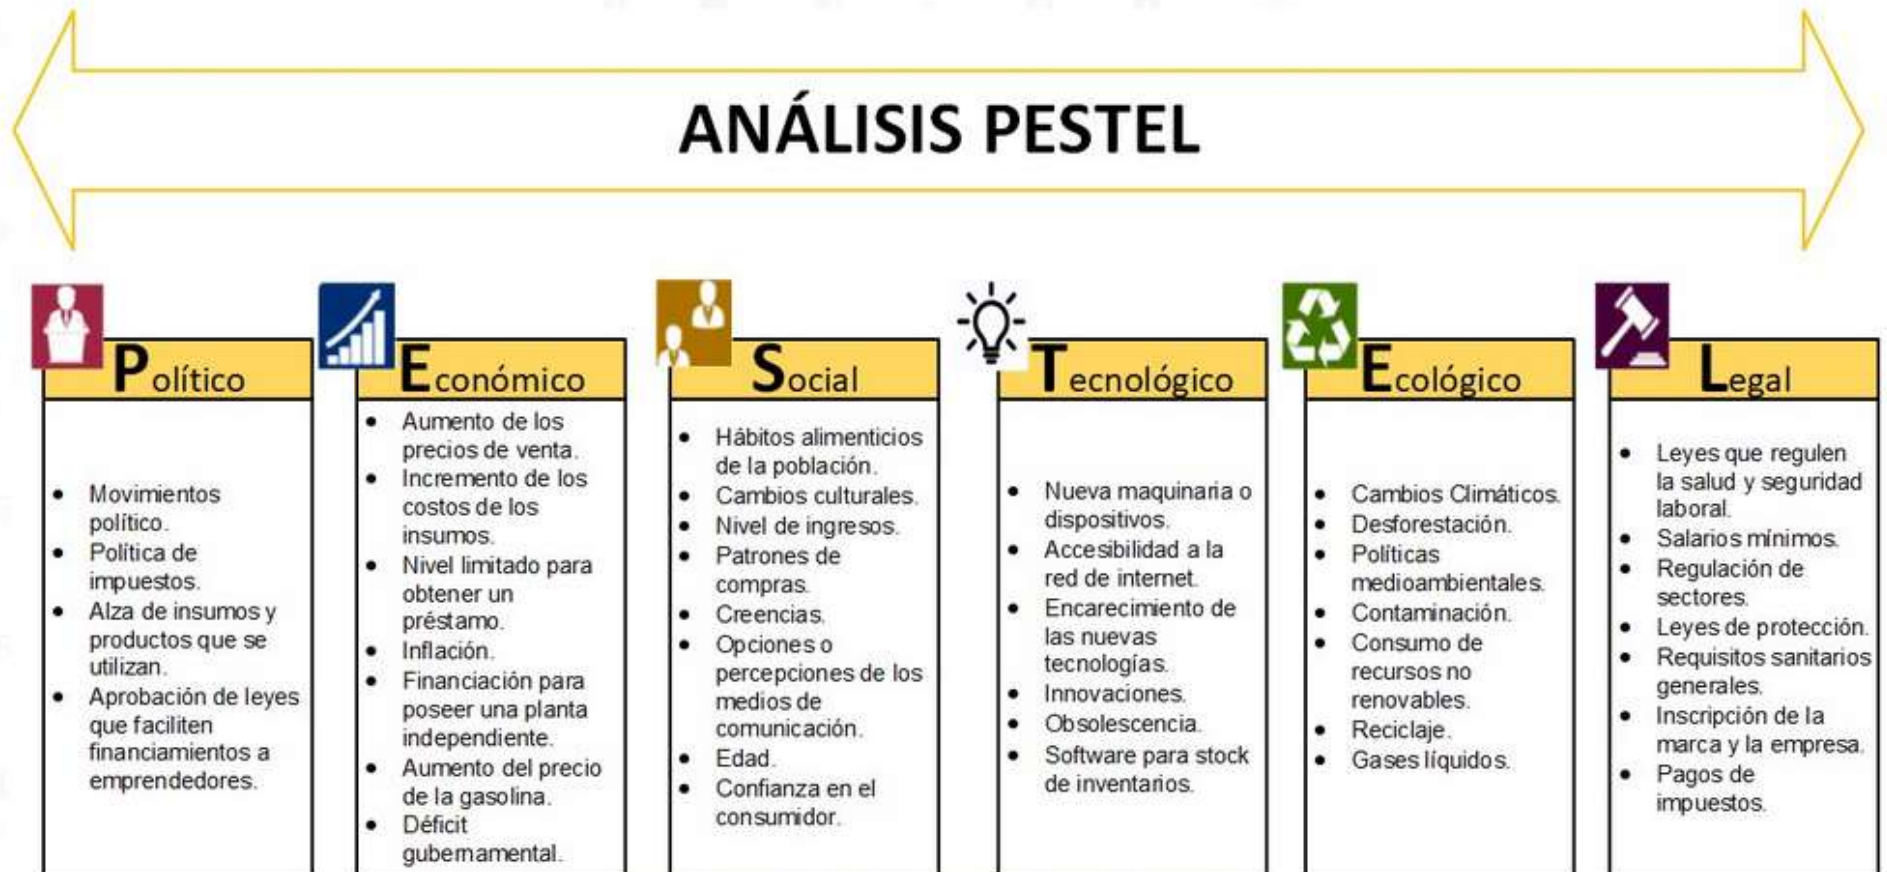 ANÁLISIS PESTEL
Político
Movimientos
político.
Política de
impuestos.
Alza de insumos y
productos que se
utilizan.
Aprobación de leyes
que faciliten
financiamientos a
emprendedores.
Económico
Aumento de los
precios de venta.
Incremento de los
costos de los
insumos.
Nivel limitado para
obtener un
préstamo.
Inflación.
Financiación para
poseer una planta
independiente.
Aumento del precio
de la gasolina.
Déficit
gubernamental.
Social
Hábitos alimenticios
de la población.
Cambios culturales.
Nivel de ingresos.
Patrones de
compras.
Creencias.
Opciones o
percepciones de los
medios de
comunicación.
Edad.
Confianza en el
consumidor.
Tecnológico
Nueva maquinaria o
dispositivos.
Accesibilidad a la
red de internet.
Encarecimiento de
las nuevas
tecnologías.
Innovaciones.
Obsolescencia.
Software para stock
de inventarios.
Ecológico
Cambios Climáticos.
Desforestación.
Políticas
medioambientales.
Contaminación.
Consumo de
recursos no
renovables.
Reciclaje.
Gases líquidos.
Legal
Leyes que regulen
la salud y seguridad
laboral.
Salarios mínimos.
Regulación de
sectores.
Leyes de protección.
Requisitos sanitarios
generales.
Inscripción de la
marca y la empresa.
Pagos de
impuestos.